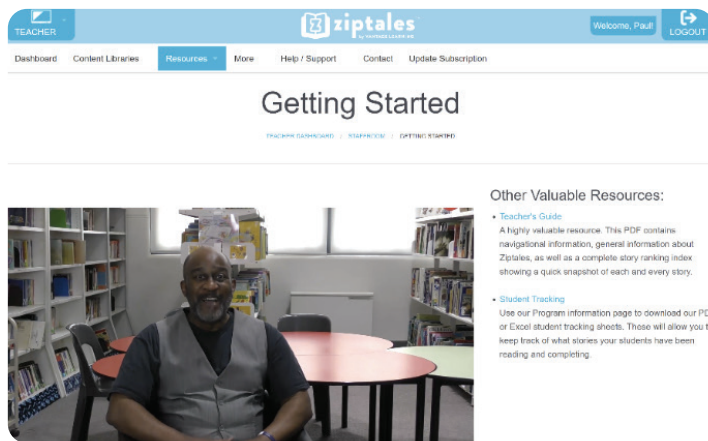 TEACHER
ziptales
Welcome, Paul!
LOGOUT
Dashboard Content Libraries Resources More Help / Support Contact Update Subscription
Getting Started
TEACHER DASHBOARD / STAFFROOM / GETTING STARTED
Other Valuable Resources:
• Teacher's Guide
A highly valuable resource. This PDF contains
navigational information, general information about
Ziptales, as well as a complete story ranking index
showing a quick snapshot of each and every story.
• Student Tracking
Use our Program information page to download our PD
or Excel student tracking sheets. These will allow you t
keep track of what stories your students have been
reading and completing.